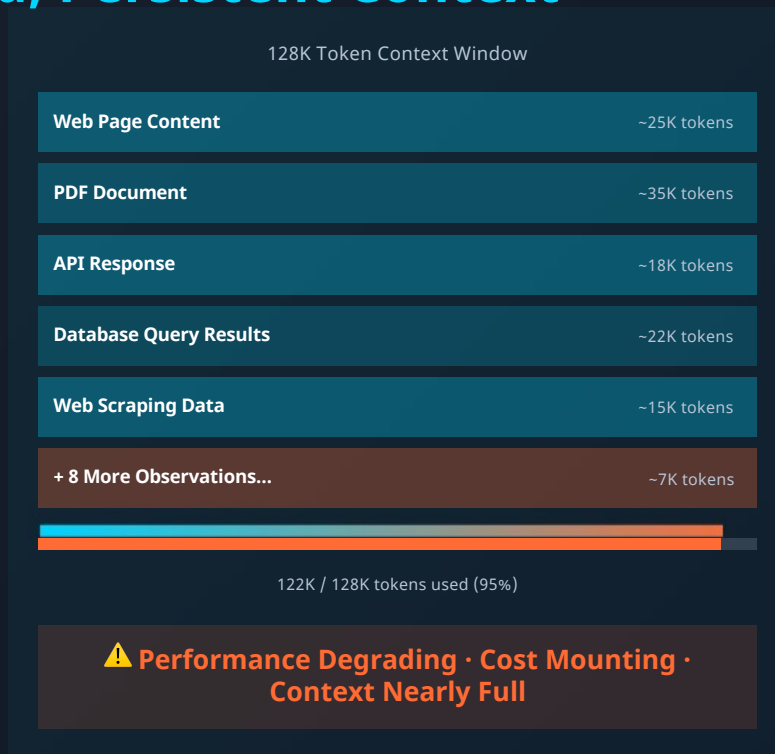 Persistent Context
128K Token Context Window
Web Page Content ~25K tokens
PDF Document ~35K tokens
API Response ~18K tokens
Database Query Results ~22K tokens
Web Scraping Data ~15K tokens
+ 8 More Observations... ~7K tokens
122K / 128K tokens used (95%)
⚠️ Performance Degrading · Cost Mounting ·
Context Nearly Full